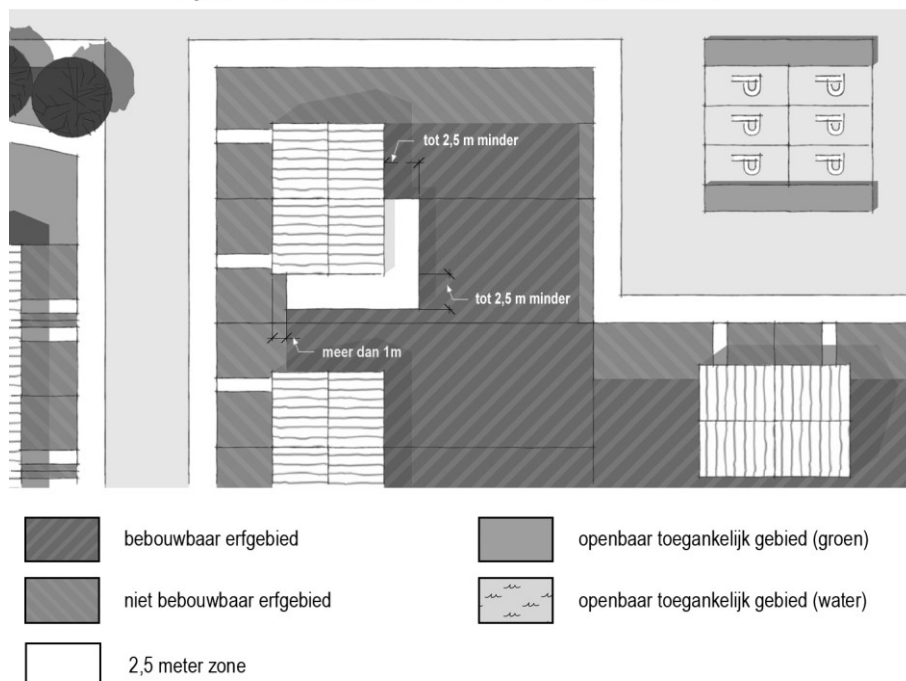 tot 2,5 m minder
P P
P P
P P
tot 2,5 m minder
meer dan 1m
bebouwbaar erfgebied
openbaar toegankelijk gebied (groen)
niet bebouwbaar erfgebied
openbaar toegankelijk gebied (water)
2,5 meter zone